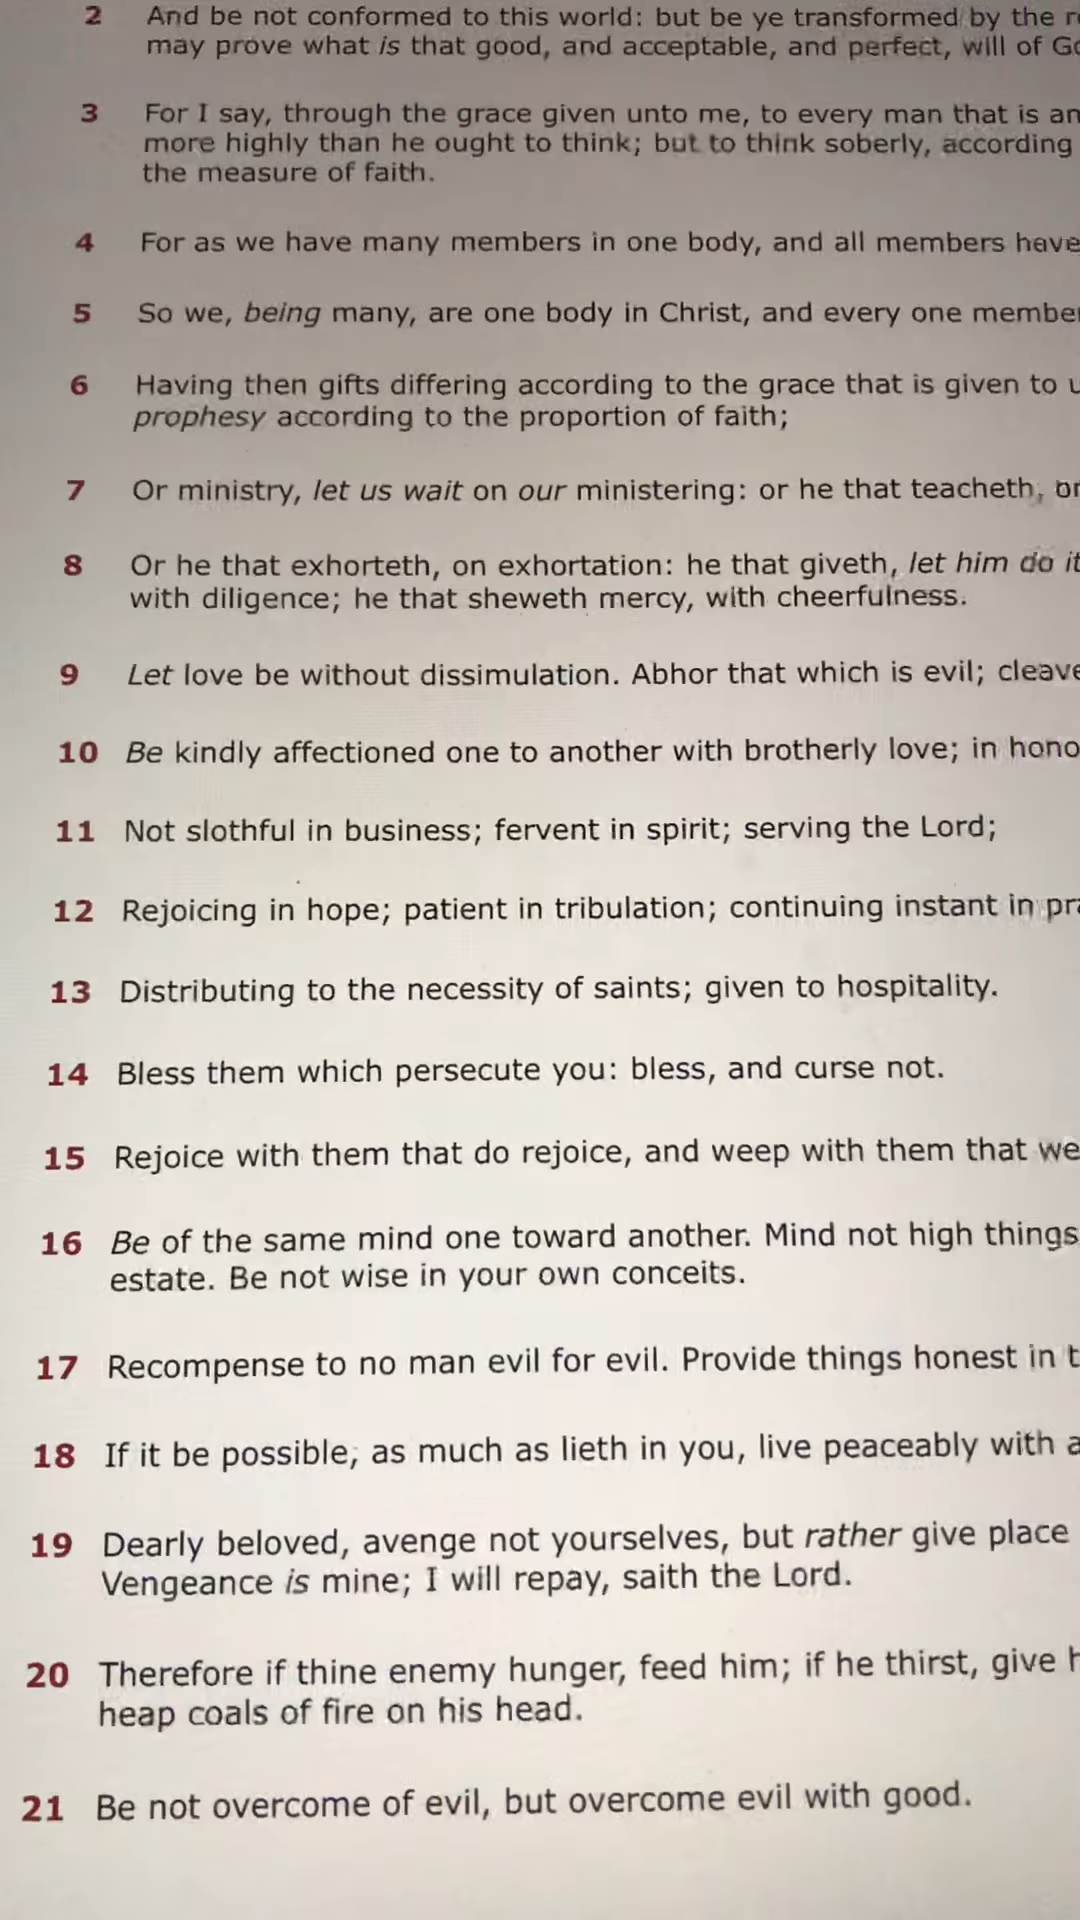 2 And be not conformed to this world: but be ye transformed by the
may prove what is that good, and acceptable, and perfect, will of
3 For I say, through the grace given unto me, to every man that is
more highly than he ought to think; but to think soberly, according
the measure of faith.
4 For as we have many members in one body, and all members have
5 So we, being many, are one body in Christ, and every one
6 Having then gifts differing according to the grace that is given to
prophesy according to the proportion of faith;
7 Or ministry, let us wait on our ministering: or he that teacheth,
8 Or he that exhorteth, on exhortation: he that giveth, let him do it
with diligence; he that sheweth mercy, with cheerfulness.
9 Let love be without dissimulation. Abhor that which is evil; cleave
10 Be kindly affectioned one to another with brotherly love; in
11 Not slothful in business; fervent in spirit; serving the Lord;
12 Rejoicing in hope; patient in tribulation; continuing instant in
13 Distributing to the necessity of saints; given to hospitality.
14 Bless them which persecute you: bless, and curse not.
15 Rejoice with them that do rejoice, and weep with them that
16 Be of the same mind one toward another. Mind not high things
estate. Be not wise in your own conceits.
17 Recompense to no man evil for evil. Provide things honest in
18 If it be possible, as much as lieth in you, live peaceably with
19 Dearly beloved, avenge not yourselves, but rather give place
Vengeance is mine; I will repay, saith the Lord.
20 Therefore if thine enemy hunger, feed him; if he thirst, give
heap coals of fire on his head.
21 Be not overcome of evil, but overcome evil with good.